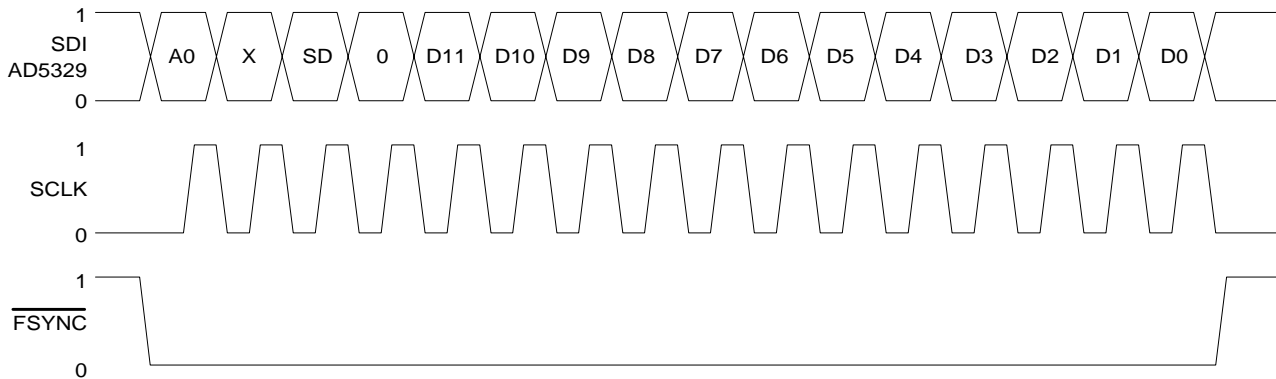 1
SDI
AD5329
0
A0 X SD 0 D11 D10 D9 D8 D7 D6 D5 D4 D3 D2 D1 D0
1
SCLK
0
1
FSYNC
0